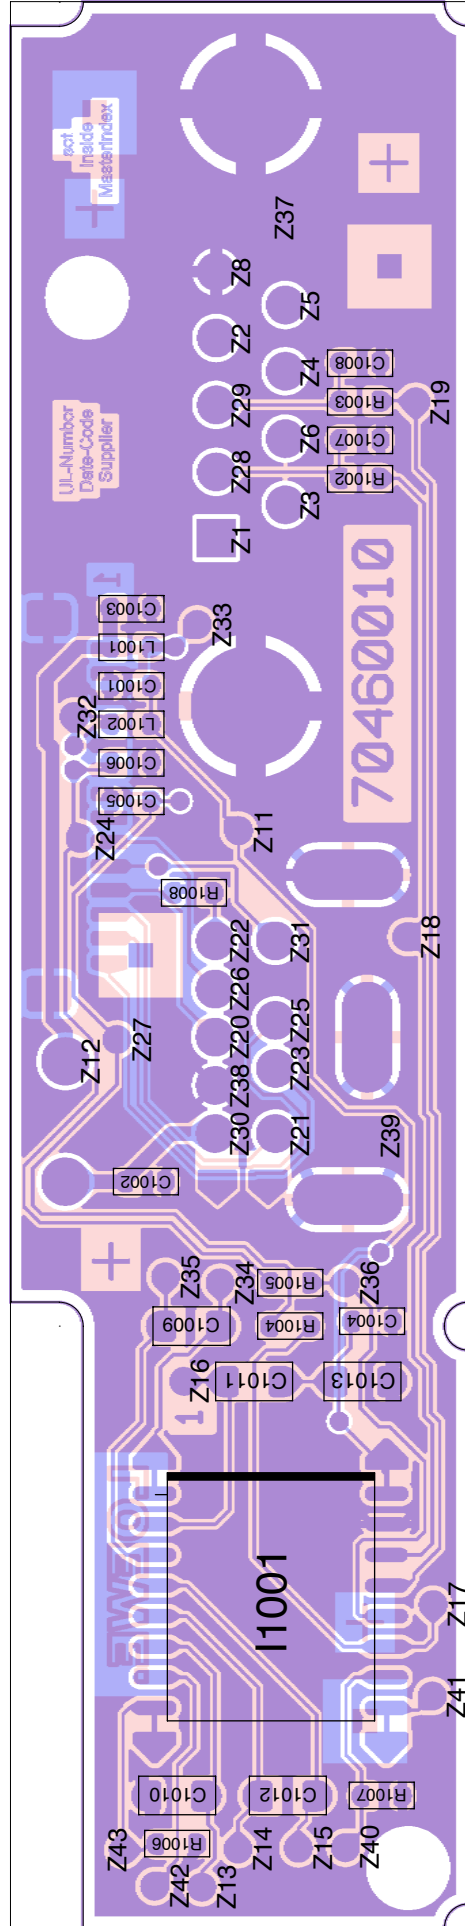 act
Inside
MasterIndex
Z37
Z8
Z5
Z2
Z4
C1008
Z29
R1003
Z19
Z6
C1007
Z28
R1002
Z3
UL-Number
Date-Code
Supplier
Z1
70460010
1
C1003
Z33
L1001
C1001
Z32
L1002
C1006
C1005
Z24
Z11
R1008
Z22
Z31
Z18
Z26
Z20
Z25
Z27
Z12
Z38
Z23
Z30
Z21
Z39
C1002
Z35
Z34
R1005
Z36
C1009
R1004
C1004
Z16
C1011
C1013
1
LOEWE.
I1001
Z17
Z41
C1010
C1012
R1007
Z43
R1006
Z14
Z15
Z40
Z42
Z13